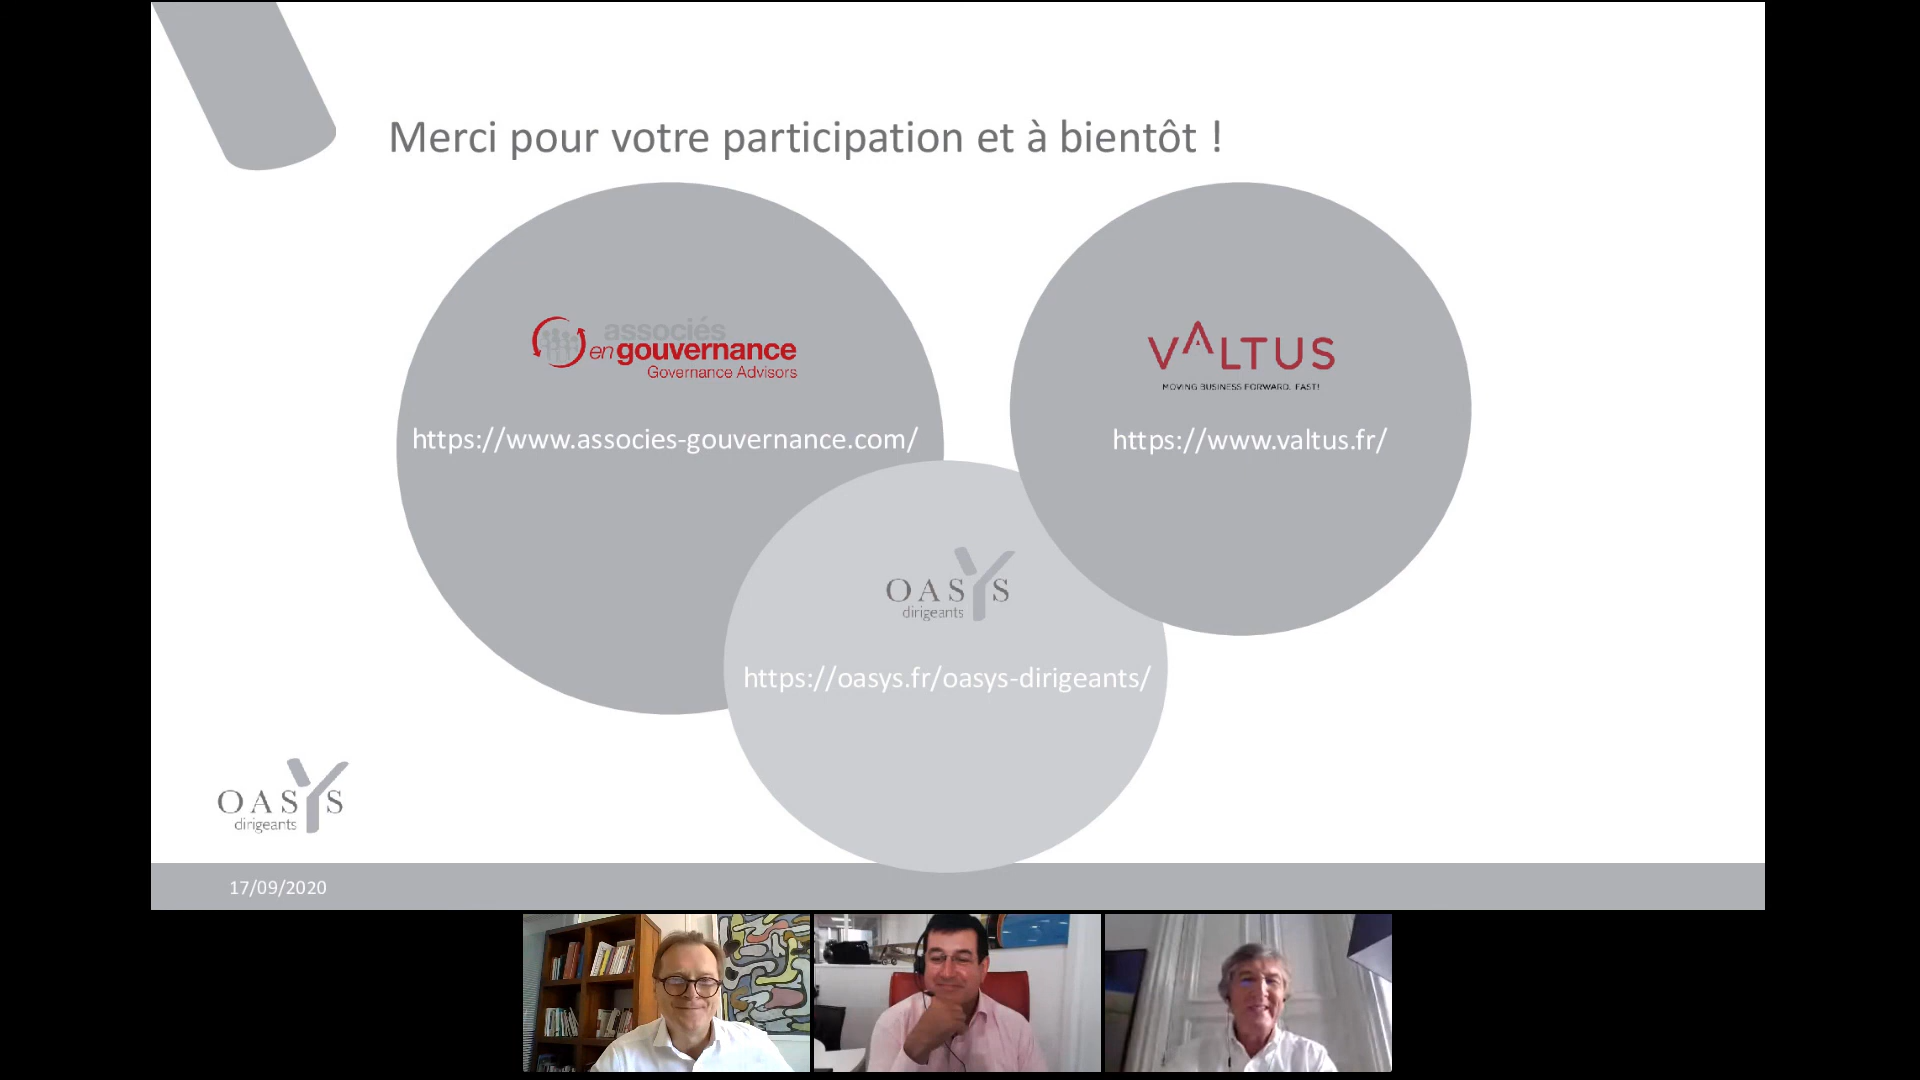 Merci pour votre participation et à bientôt !
associés
en gouvernance
Governance Advisors
https://www.associes-gouvernance.com/
VALTUS
MOVING BUSINESS FORWARD. FAST!
https://www.valtus.fr/
OASYS
dirigeants
https://oasys.fr/oasys-dirigeants/
OASYS
dirigeants
17/09/2020